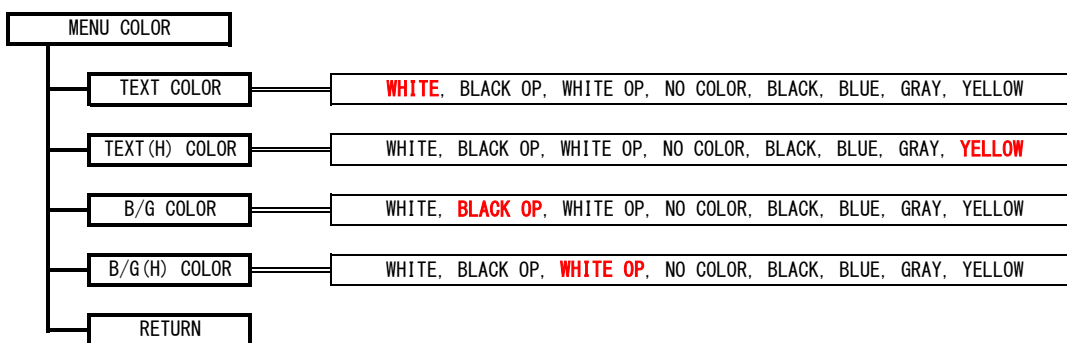 MENU COLOR
TEXT COLOR WHITE, BLACK OP, WHITE OP, NO COLOR, BLACK, BLUE, GRAY, YELLOW
TEXT(H) COLOR WHITE, BLACK OP, WHITE OP, NO COLOR, BLACK, BLUE, GRAY, YELLOW
B/G COLOR WHITE, BLACK OP, WHITE OP, NO COLOR, BLACK, BLUE, GRAY, YELLOW
B/G(H) COLOR WHITE, BLACK OP, WHITE OP, NO COLOR, BLACK, BLUE, GRAY, YELLOW
RETURN